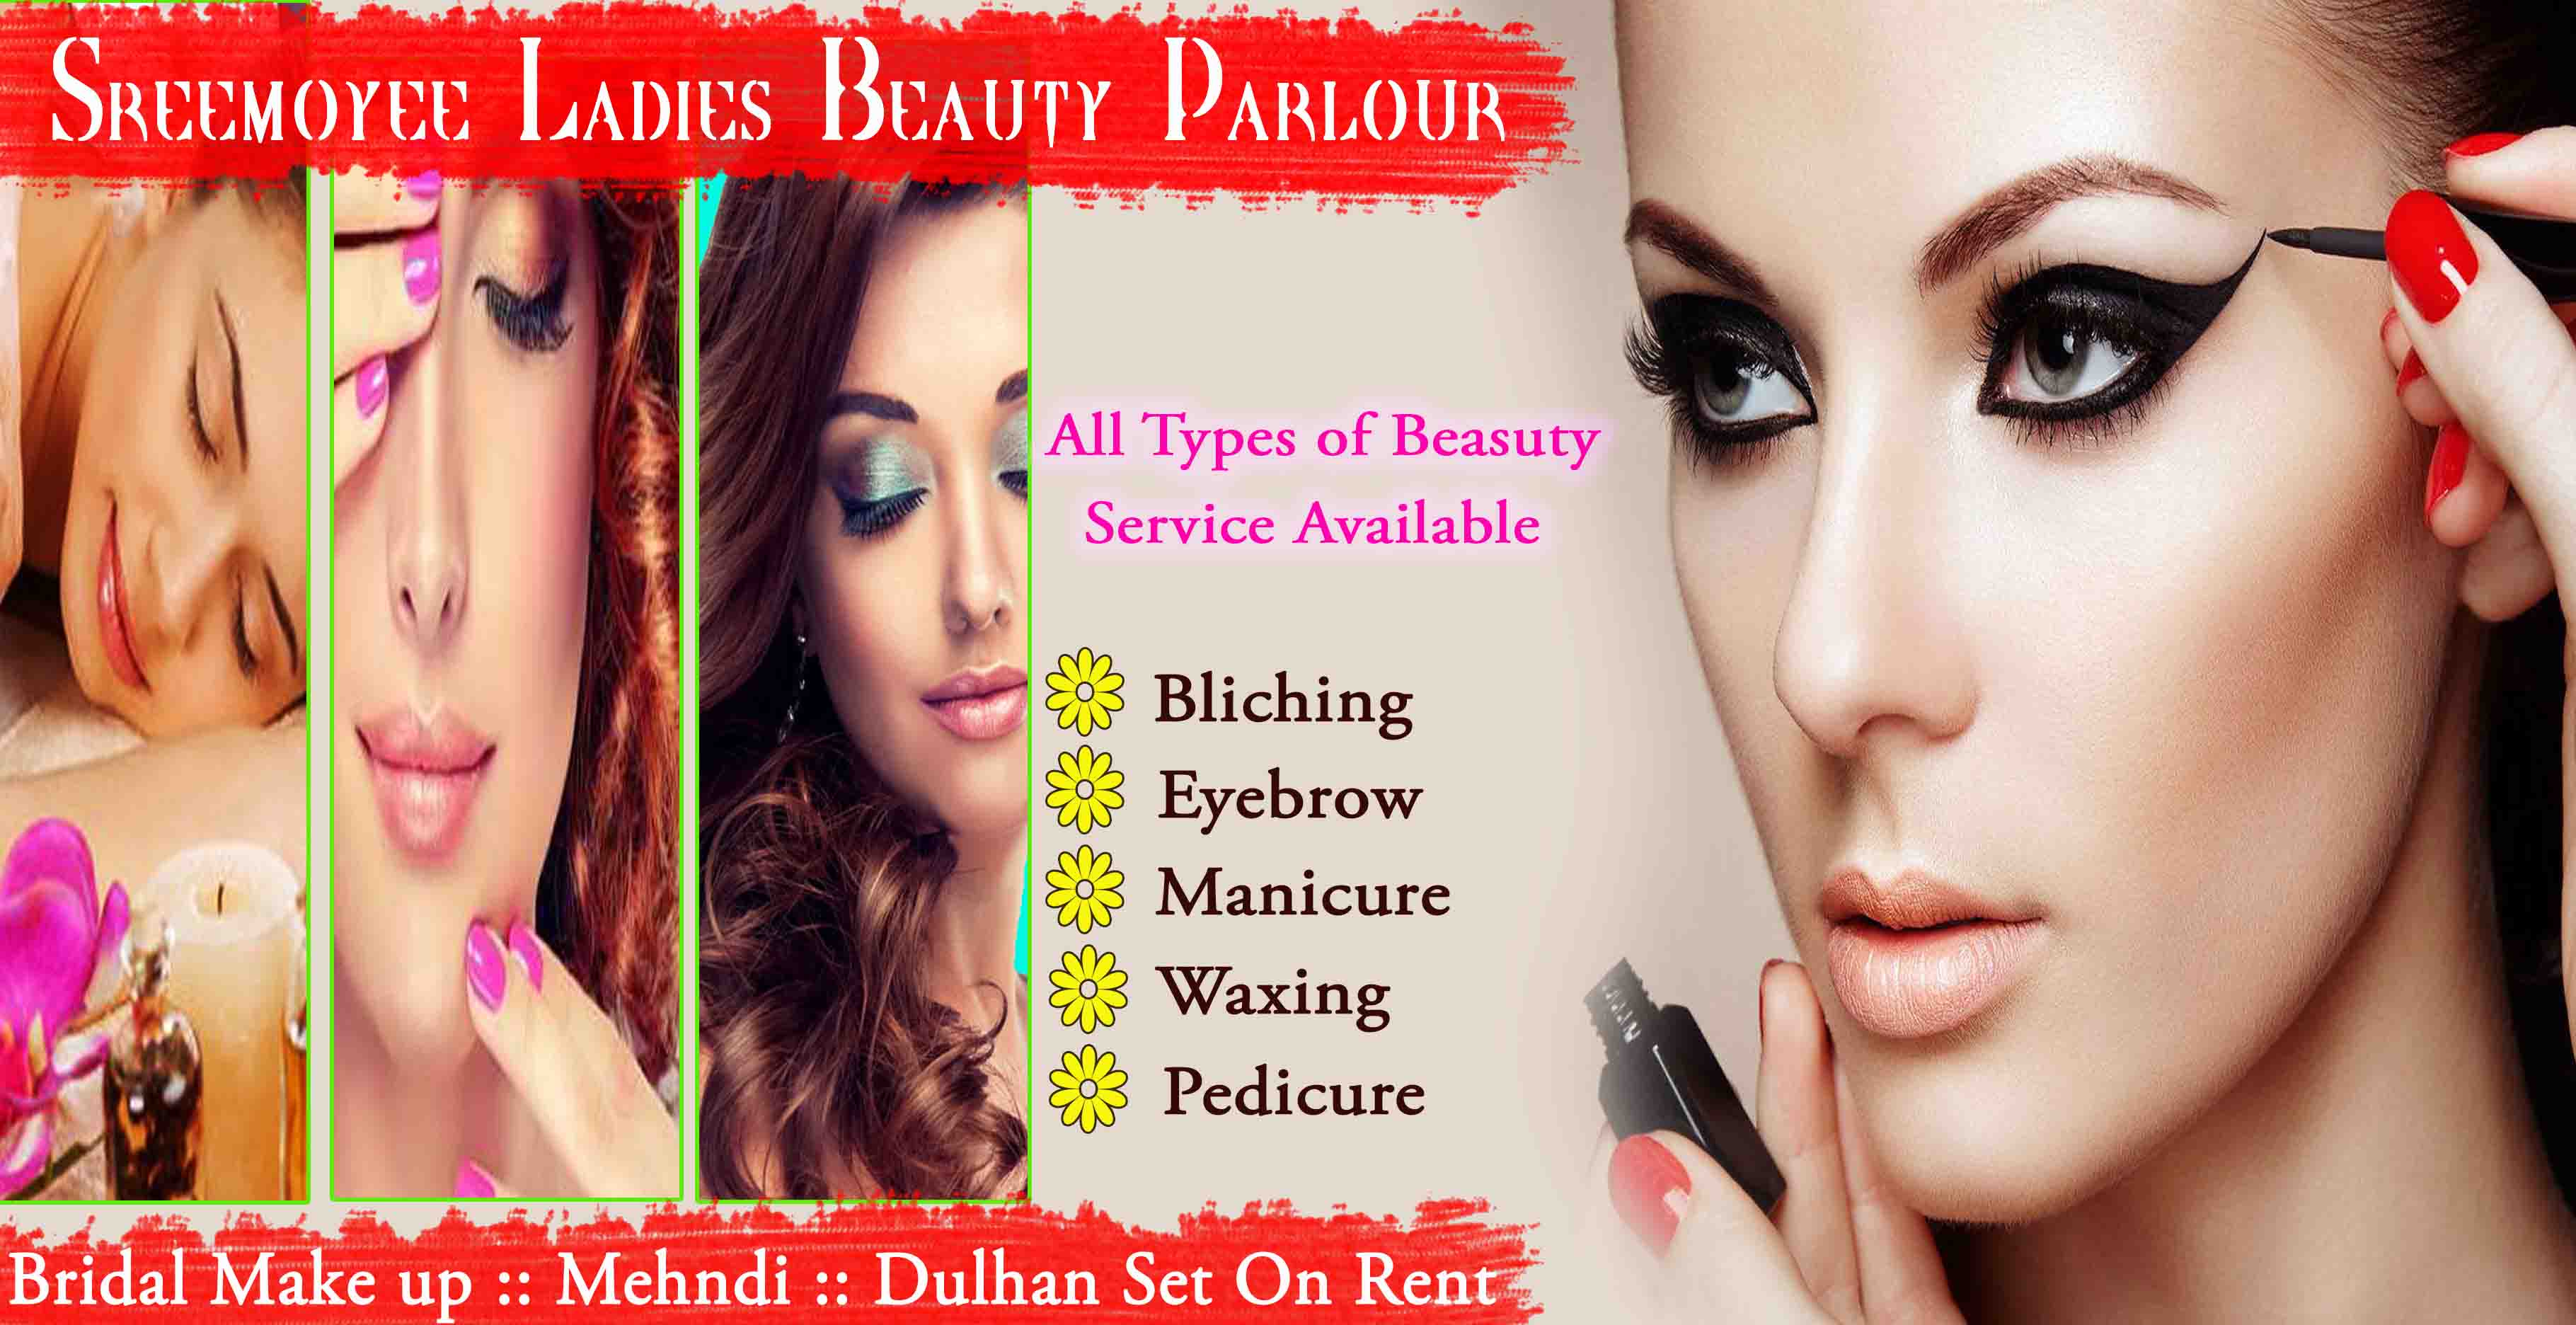 Sreemoyee Ladies Beauty Parlour
All Types of Beasuty
Service Available
Bliching
Eyebrow
Manicure
Waxing
Pedicure
Bridal Make up :: Mehndi :: Dulhan Set On Rent